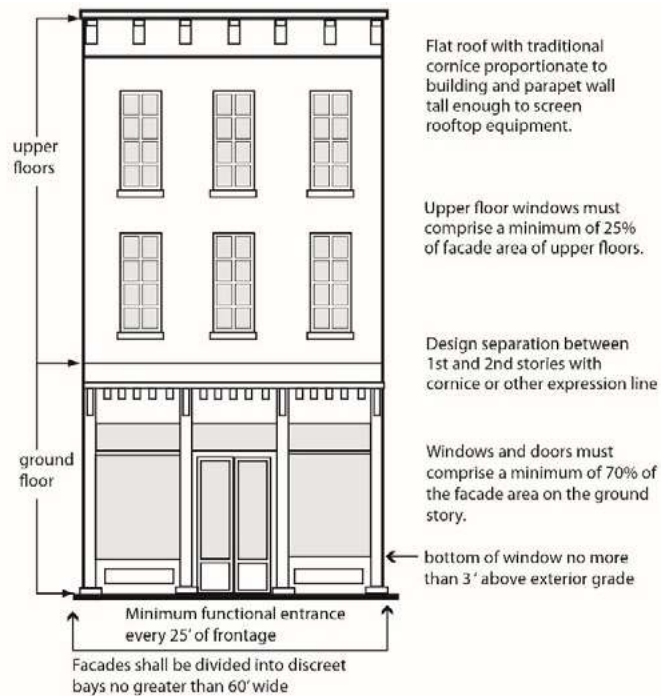 Flat roof with traditional
cornice proportionate to
building and parapet wall
tall enough to screen
rooftop equipment.
upper
floors
Upper floor windows must
comprise a minimum of 25%
of facade area of upper floors.
Design separation between
1st and 2nd stories with
cornice or other expression line
ground
floor
Windows and doors must
comprise a minimum of 70% of
the facade area on the ground
story.
bottom of window no more
than 3' above exterior grade
Minimum functional entrance
every 25' of frontage
Facades shall be divided into discreet
bays no greater than 60' wide